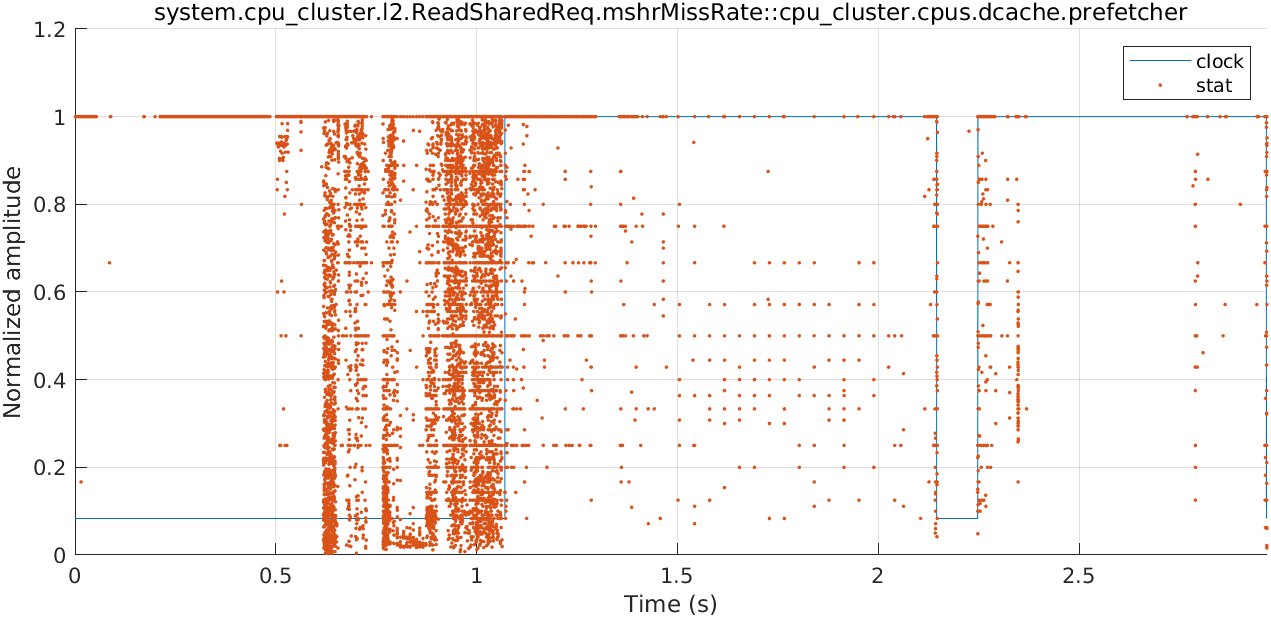 system.cpu_cluster.l2.ReadSharedReq.mshrMissRate::cpu_cluster.cpus.dcache.prefetcher
1.2
clock
stat
1
0.8
Normalized amplitude
0.6
0.4
0.2
0
0
0.5
1
1.5
2
2.5
Time (s)